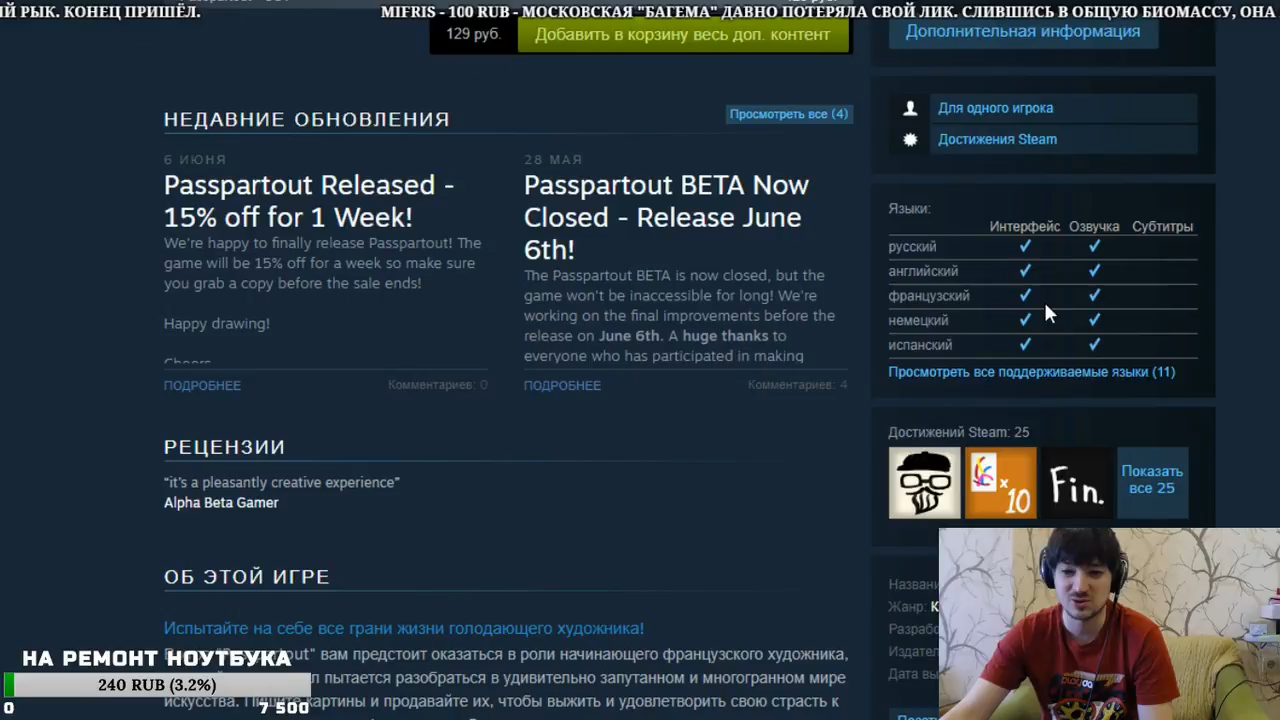 ЫЙ РЫК. КОНЕЦ ПРИШЁЛ.
MIFRIS - 100 RUB - МОСКОВСКАЯ "БАГЕМА" ДАВНО ПОТЕРЯЛА СВОЙ ЛИК. СЛИВШИСЬ В ОБЩУЮ БИОМАССУ, ОНА
129 руб.
Добавить в корзину весь доп. контент
Дополнительная информация
НЕДАВНИЕ ОБНОВЛЕНИЯ
Просмотреть все (4)
6 ИЮНЯ
Passpartout Released -
15% off for 1 Week!
We're happy to finally release Passpartout! The
game will be 15% off for a week so make sure
you grab a copy before the sale ends!
Happy drawing!
Cheers
ПОДРОБНЕЕ
Комментариев: 0
28 МАЯ
Passpartout BETA Now
Closed - Release June
6th!
The Passpartout BETA is now closed, but the
game won't be inaccessible for long! We're
working on the final improvements before the
release on June 6th. A huge thanks to
everyone who has participated in making
ПОДРОБНЕЕ
Комментариев: 4
Для одного игрока
Достижения Steam
Языки:
Интерфейс Озвучка Субтитры
русский
английский
французский
немецкий
испанский
Просмотреть все поддерживаемые языки (11)
РЕЦЕНЗИИ
“it's a pleasantly creative experience”
Alpha Beta Gamer
Достижений Steam: 25
x 10
Fin.
Показать
все 25
ОБ ЭТОЙ ИГРЕ
Испытайте на себе все грани жизни голодающего художника!
вам предстоит оказаться в роли начинающего французского художника,
пытается разобраться в удивительно запутанном и многогранном мире
искусства. Пишите картины и продавайте их, чтобы выжить и удовлетворить свою страсть к
Назван
Жанр: К
Разрабо
Издател
Дата вы
НА РЕМОНТ НОУТБУКА
240 RUB (3.2%)
0
7 500